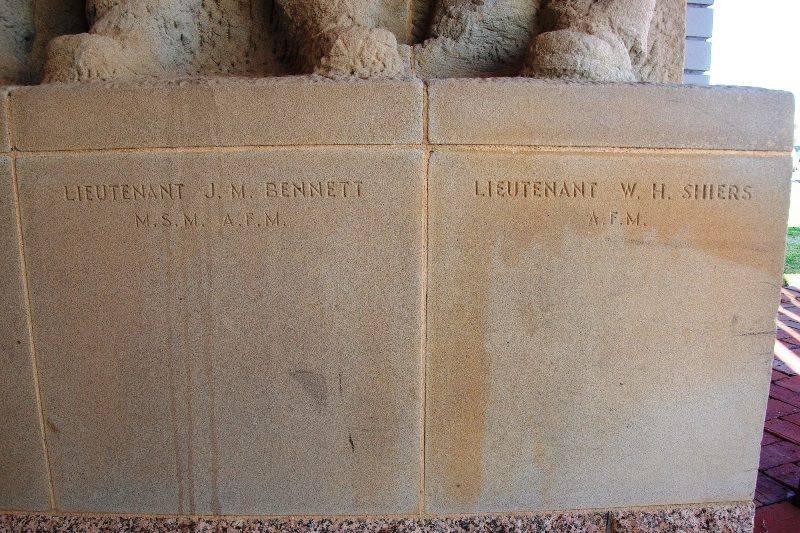 LIEUTENANT J. M. BENNETT
M.S.M. A.F.M.
LIEUTENANT W. H. SHIERS
A.F.M.